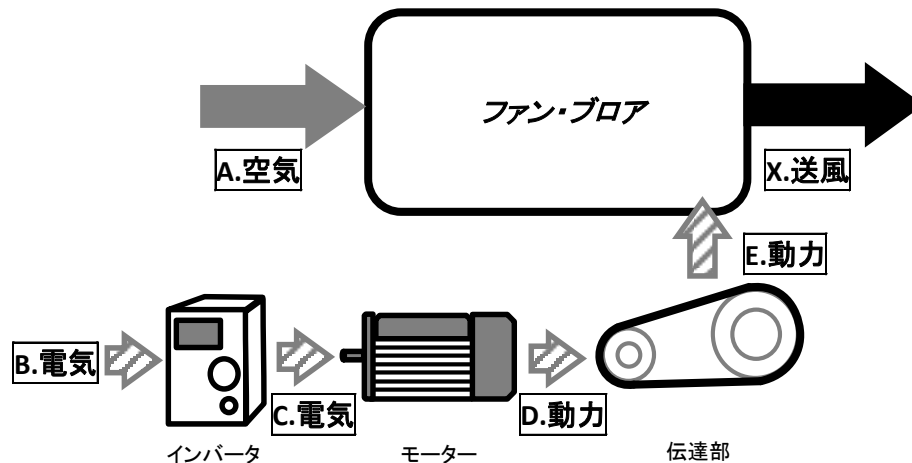 ファン・ブロア
A.空気
X.送風
E.動力
B.電気
C.電気
D.動力
インバータ
モーター
伝達部